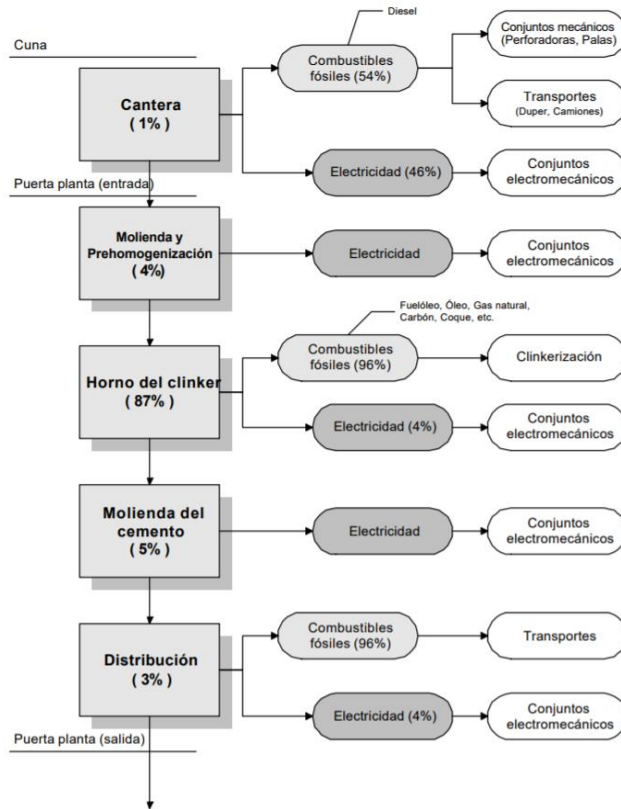 Diesel
Cuna
Combustibles
fósiles (54%)
Conjuntos mecánicos
(Perforadoras, Palas)
Cantera
( 1% )
Transportes
(Duper, Camiones)
Electricidad (46%)
Conjuntos
electromecánicos
Puerta planta (entrada)
Molienda y
Prehomogenización
( 4%)
Electricidad
Conjuntos
electromecánicos
Fuelóleo, Óleo, Gas natural,
Carbón, Coque, etc.
Combustibles
fósiles (96%)
Clinkerización
Horno del clinker
( 87% )
Electricidad (4%)
Conjuntos
electromecánicos
Molienda del
cemento
( 5% )
Electricidad
Conjuntos
electromecánicos
Combustibles
fósiles (96%)
Transportes
Distribución
( 3% )
Electricidad (4%)
Conjuntos
electromecánicos
Puerta planta (salida)